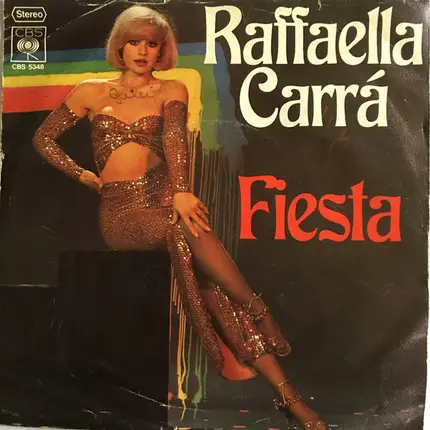 Stereo
CBS
CBS 5348
Raffaella
Carrá
Fiesta